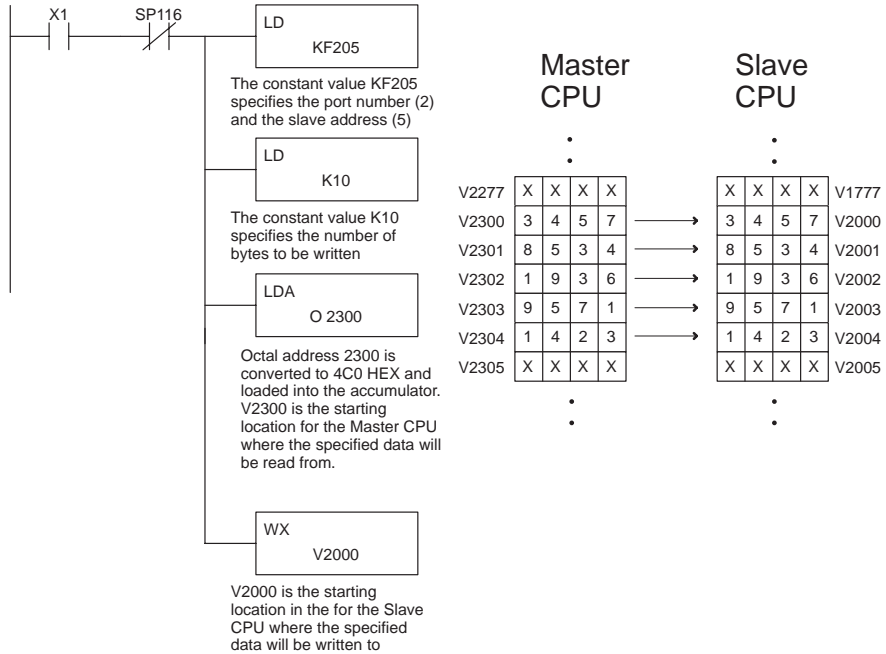 X1
SP116
LD
KF205
The constant value KF205
specifies the port number (2)
and the slave address (5)
LD
K10
The constant value K10
specifies the number of
bytes to be written
LDA
O 2300
Octal address 2300 is
converted to 4C0 HEX and
loaded into the accumulator.
V2300 is the starting
location for the Master CPU
where the specified data will
be read from.
WX
V2000
V2000 is the starting
location in the for the Slave
CPU where the specified
data will be written to
Master
CPU
Slave
CPU
V2277 X X X X X X X X V1777
V2300 3 4 5 7 3 4 5 7 V2000
V2301 8 5 3 4 8 5 3 4 V2001
V2302 1 9 3 6 1 9 3 6 V2002
V2303 9 5 7 1 9 5 7 1 V2003
V2304 1 4 2 3 1 4 2 3 V2004
V2305 X X X X X X X X V2005